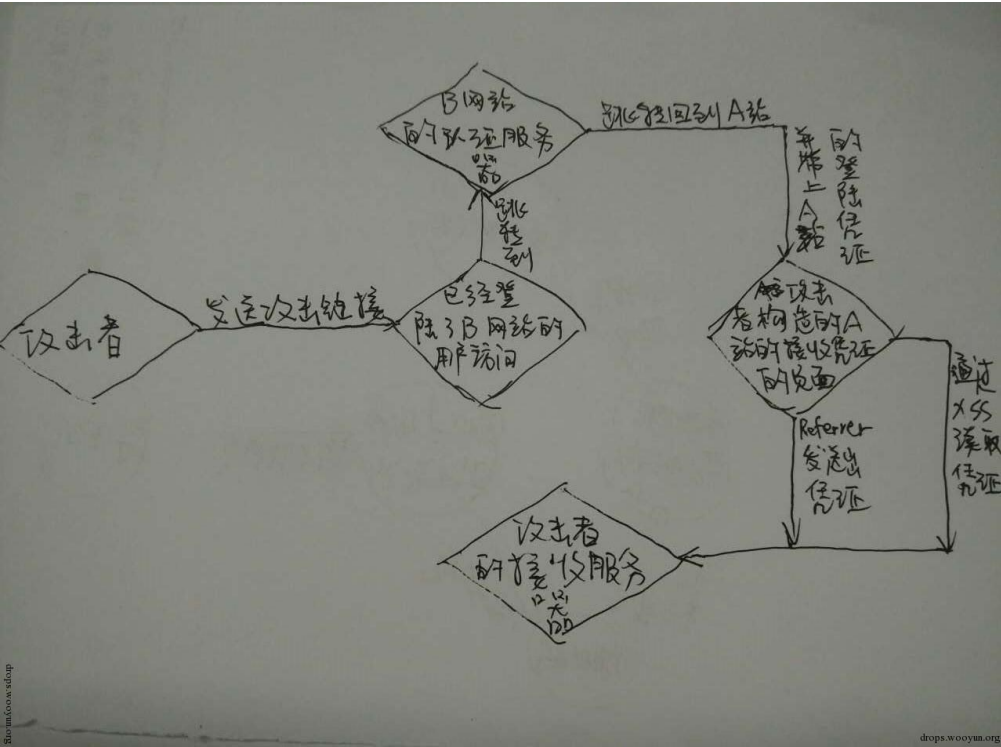 B网站
的认证服务
器
跳转回到A站
并带上A站
的登陆凭证
跳转到
攻击者
发送攻击链接
已经登
陆了B网站的
用户访问
攻击
者构造的A
站的接收凭证
的页面
Referrer
发送出
凭证
通过
XSS
读取
凭证
攻击者
的接收服务
器
drops.wooyun.org
drops.wooyun.org